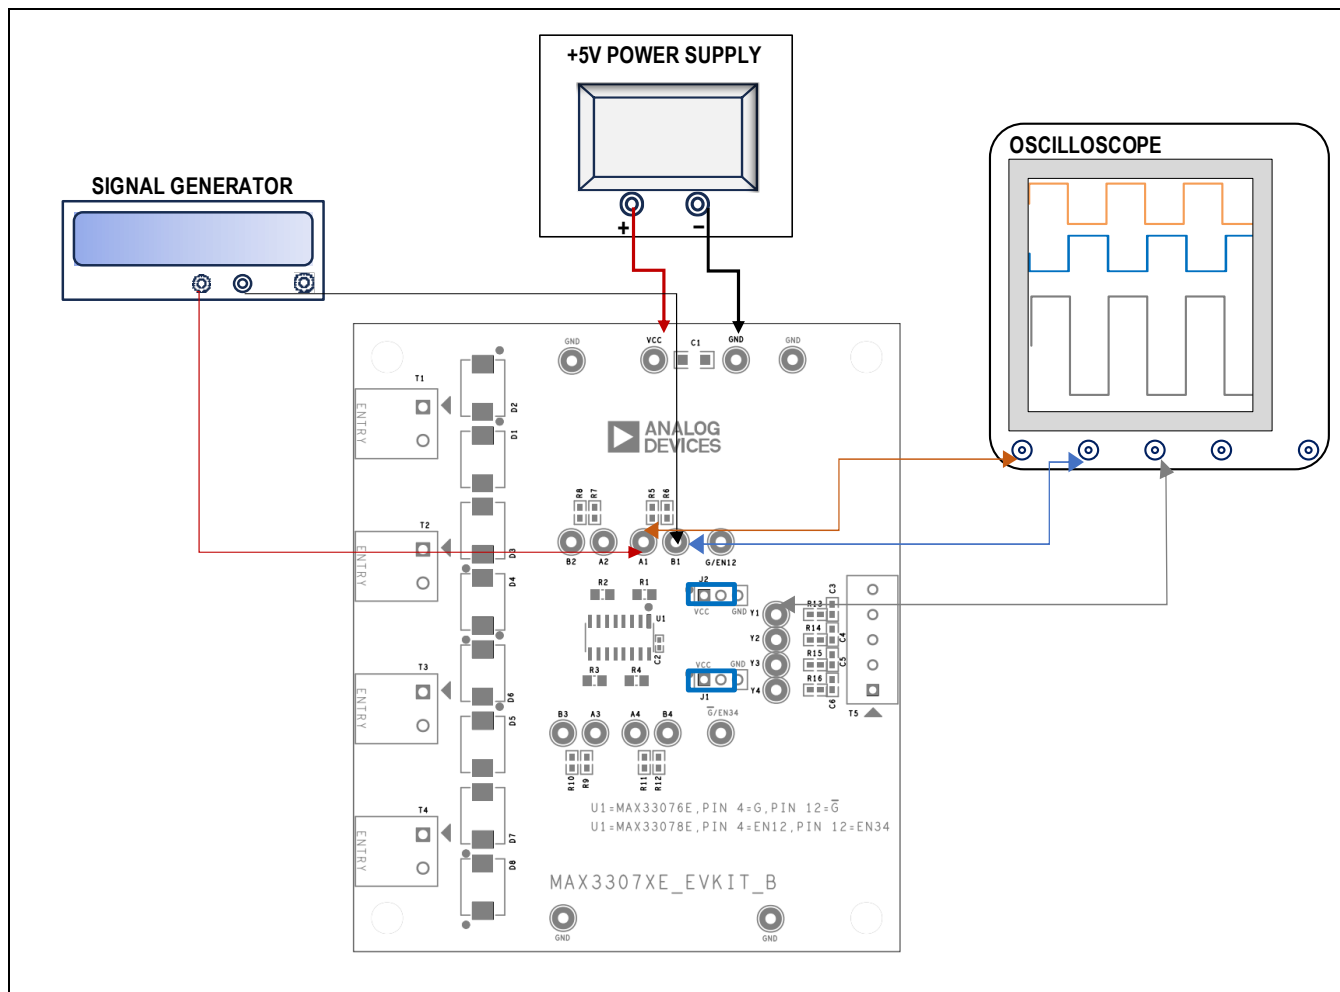 +5V POWER SUPPLY
+ −
OSCILLOSCOPE
SIGNAL GENERATOR
GND
VCC
C1
GND
GND
T1
ENTRY
D2
D1
ANALOG
DEVICES
R8
R7
R5
R6
T2
ENTRY
D3
D4
B2
A2
A1
B1
G/EN12
R2
R1
J2
VCC
GND
U1
C2
Y1
Y2
Y3
Y4
R13
R14
R15
R16
C3
C4
C5
C6
T5
R3
R4
VCC
GND
J1
T3
ENTRY
D6
D5
B3
A3
A4
B4
G̅/EN34
R10
R9
R11
R12
U1=MAX33076E,PIN 4=G,PIN 12=G̅
U1=MAX33078E,PIN 4=EN12,PIN 12=EN34
T4
ENTRY
D7
D8
MAX3307XE_EVKIT_B
GND
GND